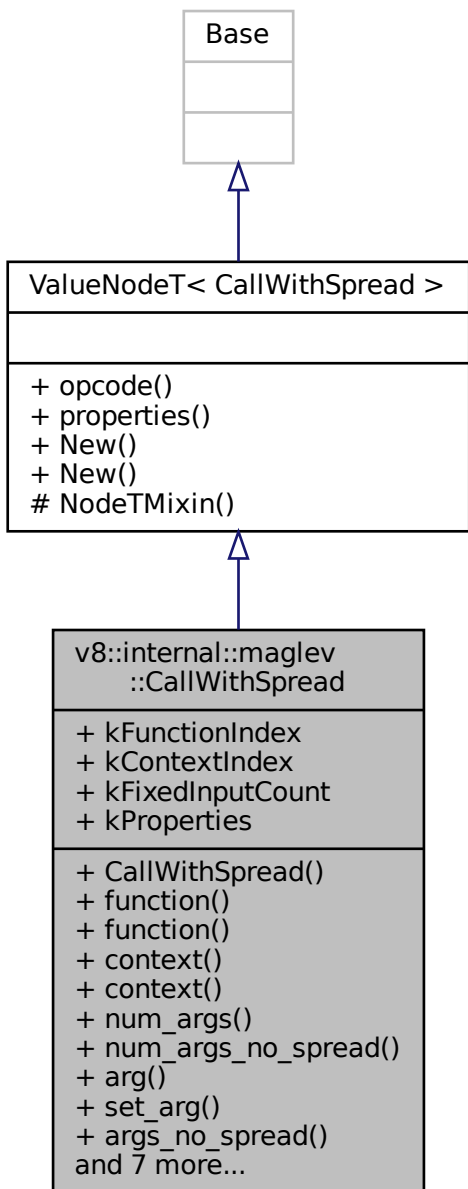 Base
ValueNodeT< CallWithSpread >
+ opcode()
+ properties()
+ New()
+ New()
# NodeTMixin()
v8::internal::maglev
::CallWithSpread
+ kFunctionIndex
+ kContextIndex
+ kFixedInputCount
+ kProperties
+ CallWithSpread()
+ function()
+ function()
+ context()
+ context()
+ num_args()
+ num_args_no_spread()
+ arg()
+ set_arg()
+ args_no_spread()
and 7 more...